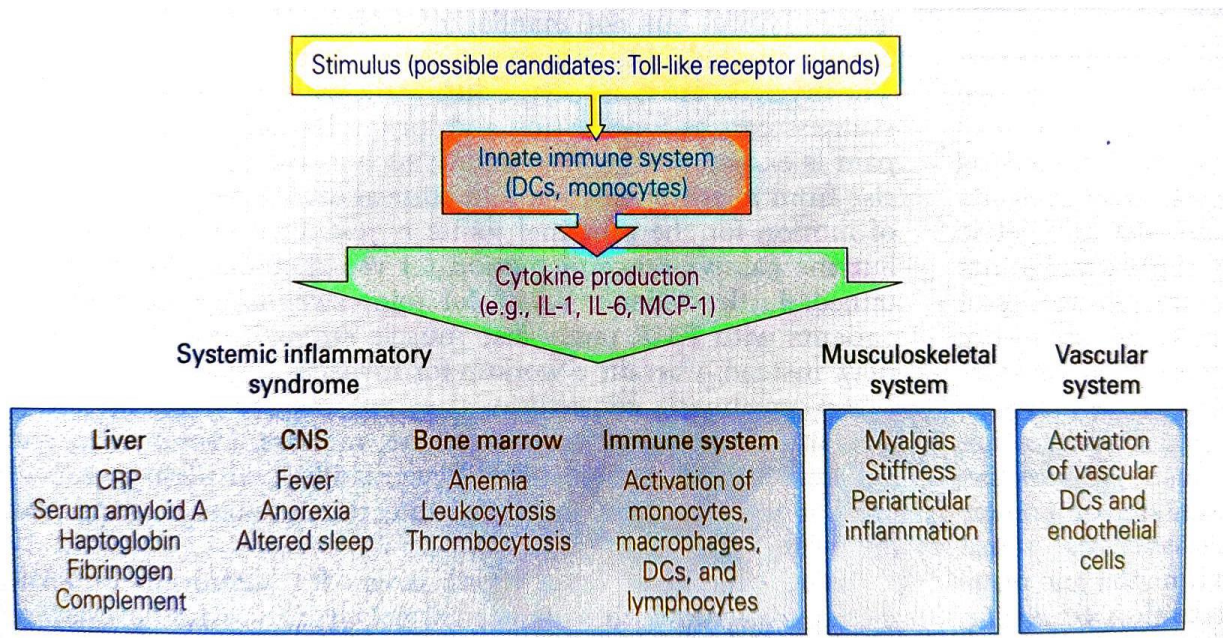 Stimulus (possible candidates: Toll-like receptor ligands)
Innate immune system
(DCs, monocytes)
Cytokine production
(e.g., IL-1, IL-6, MCP-1)
Systemic inflammatory
syndrome
Liver
CRP
Serum amyloid A
Haptoglobin
Fibrinogen
Complement
CNS
Fever
Anorexia
Altered sleep
Bone marrow
Anemia
Leukocytosis
Thrombocytosis
Immune system
Activation of
monocytes,
macrophages,
DCs, and
lymphocytes
Musculoskeletal
system
Myalgias
Stiffness
Periarticular
inflammation
Vascular
system
Activation
of vascular
DCs and
endothelial
cells